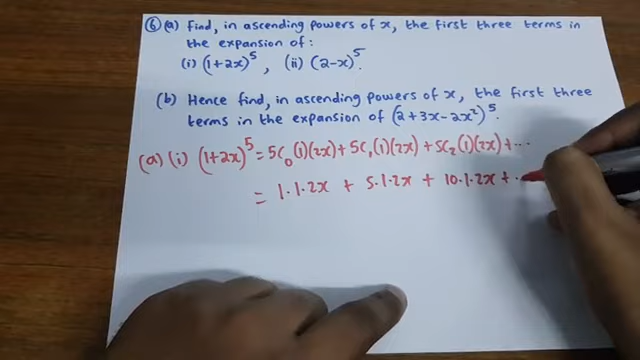 ⑥(a) find, in ascending powers of x, the first three terms in
the expansion of:
(i) (1+2x)⁵, (ii) (2-x)⁵.
(b) Hence find, in ascending powers of x, the first three
terms in the expansion of (2+3x-2x²)⁵.
(a) (i) (1+2x)⁵ = 5C₀(1)(2x) + 5C₁(1)(2x) + 5C₂(1)(2x) + ...
= 1·1·2x + 5·1·2x + 10·1·2x + ..